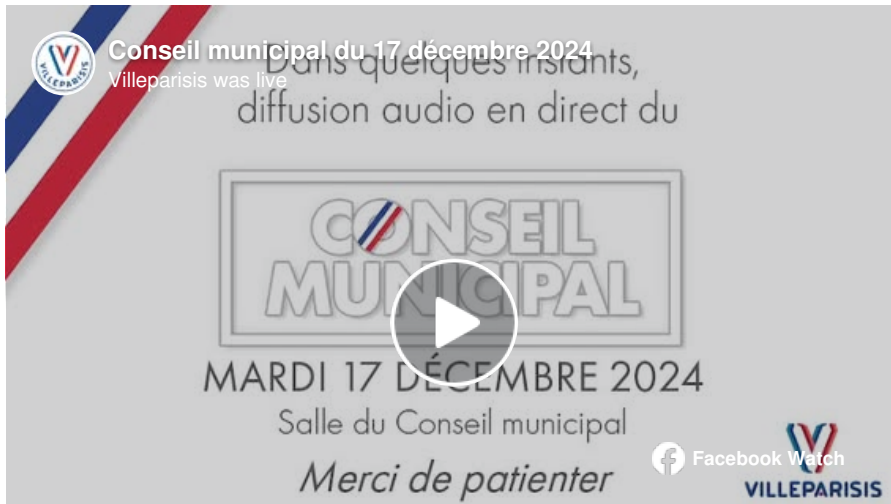 Conseil municipal du 17 décembre 2024
Villeparisis was live
VILLEPARISIS
Dans quelques instants,
diffusion audio en direct du
CONSEIL
MUNICIPAL
MARDI 17 DÉCEMBRE 2024
Salle du Conseil municipal
Merci de patienter
Facebook Watch
VILLEPARISIS